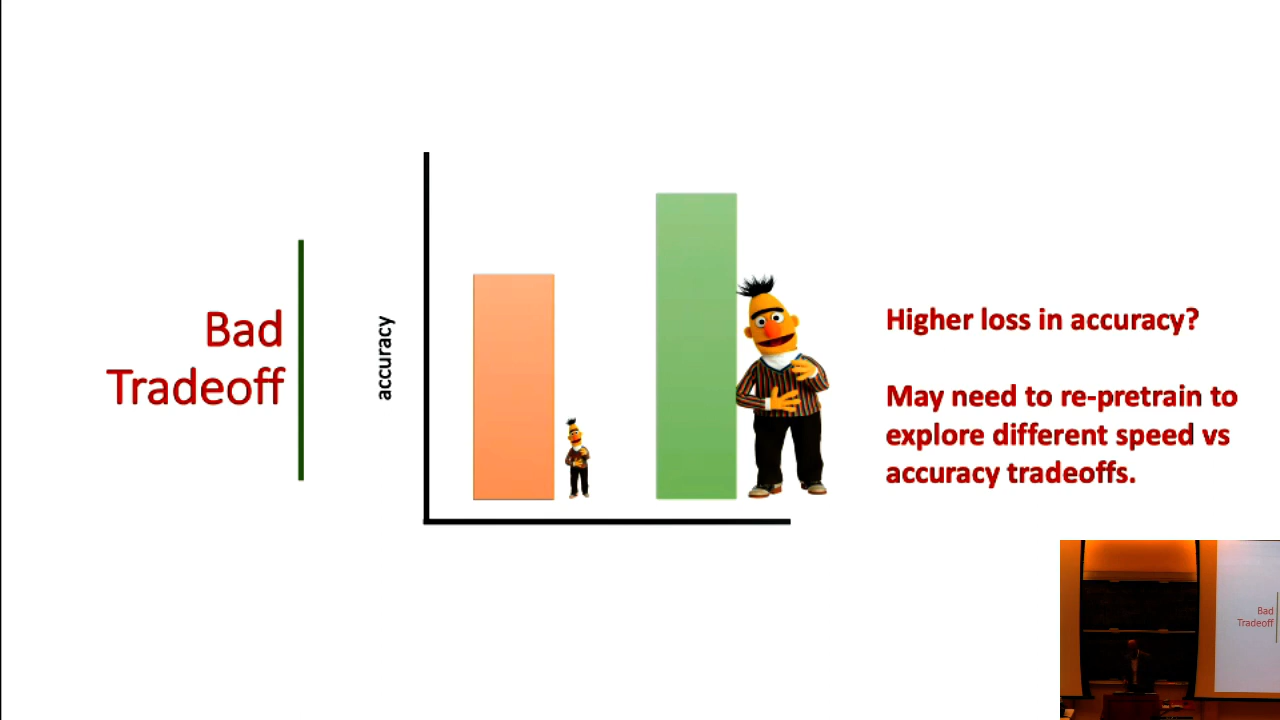 Bad
Tradeoff
accuracy
Higher loss in accuracy?
May need to re-pretrain to
explore different speed vs
accuracy tradeoffs.
Bad
Tradeoff